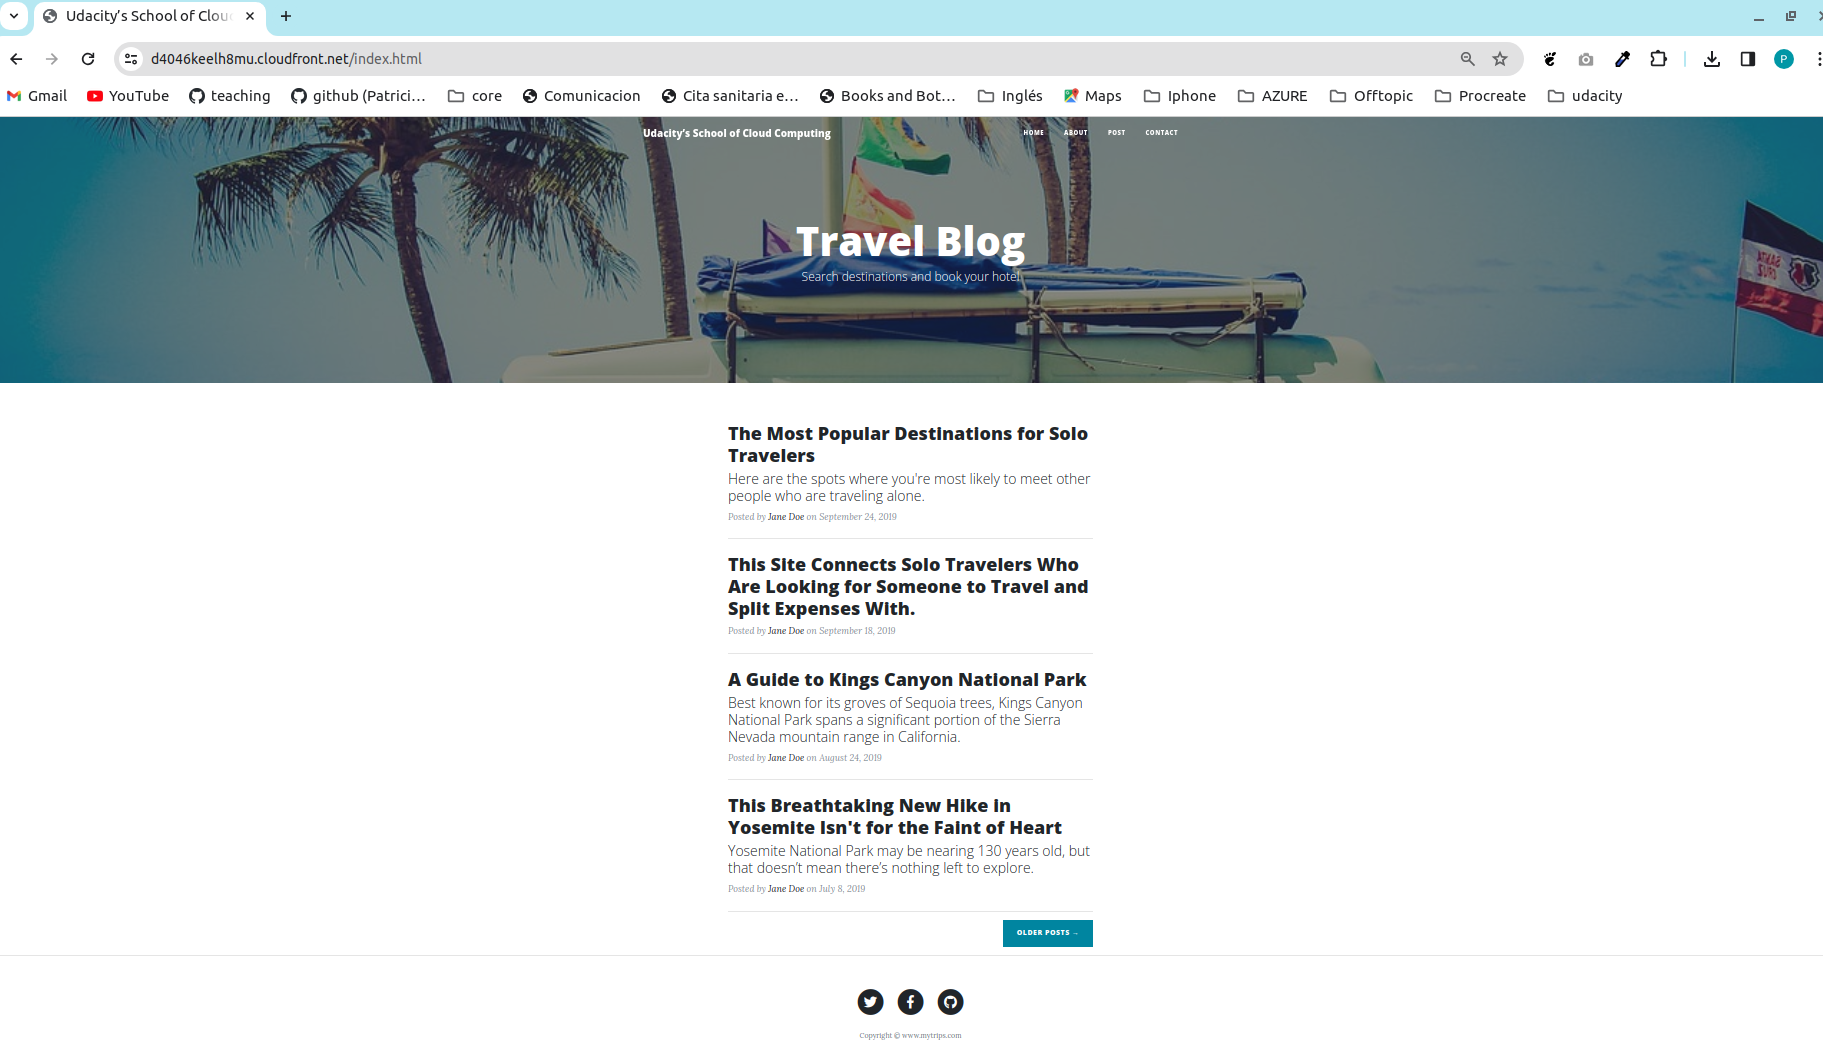 Udacity’s School of Clou
d4046keelh8mu.cloudfront.net/index.html
P
Gmail YouTube teaching github (Patrici… core Comunicacion Cita sanitaria e… Books and Bot… Inglés Maps Iphone AZURE Offtopic Procreate udacity
Udacity’s School of Cloud Computing HOME ABOUT POST CONTACT
Travel Blog
Search destinations and book your hotel
The Most Popular Destinations for Solo
Travelers
Here are the spots where you're most likely to meet other
people who are traveling alone.
Posted by Jane Doe on September 24, 2019
This Site Connects Solo Travelers Who
Are Looking for Someone to Travel and
Split Expenses With.
Posted by Jane Doe on September 18, 2019
A Guide to Kings Canyon National Park
Best known for its groves of Sequoia trees, Kings Canyon
National Park spans a significant portion of the Sierra
Nevada mountain range in California.
Posted by Jane Doe on August 24, 2019
This Breathtaking New Hike in
Yosemite Isn't for the Faint of Heart
Yosemite National Park may be nearing 130 years old, but
that doesn’t mean there’s nothing left to explore.
Posted by Jane Doe on July 8, 2019
OLDER POSTS →
Copyright © www.mytrips.com